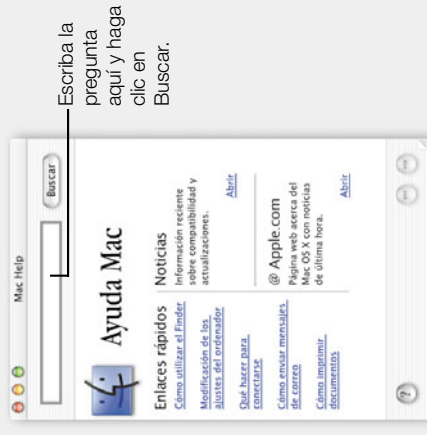 Mac Help
Buscar
Ayuda Mac
Enlaces rápidos
Cómo utilizar el Finder
Modificación de los
ajustes del ordenador
Qué hacer para
conectarse
Cómo enviar mensajes
de correo
Cómo imprimir
documentos
Noticias
Información reciente
sobre compatibilidad y
actualizaciones.
Abrir
@ Apple.com
Página web acerca del
Mac OS X con noticias
de última hora.
Abrir
?
Escriba la
pregunta
aquí y haga
clic en
Buscar.